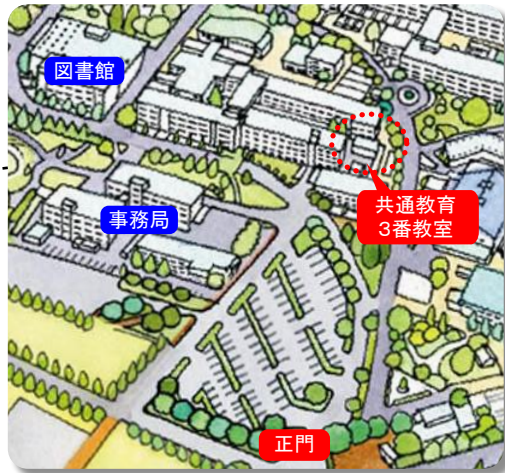 図書館
事務局
共通教育
3番教室
正門